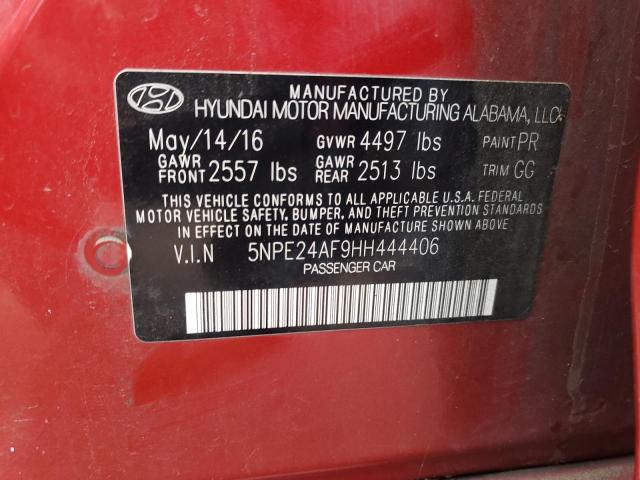 MANUFACTURED BY
HYUNDAI MOTOR MANUFACTURING ALABAMA, LLC.
May/14/16 GVWR 4497 lbs PAINT PR
GAWR FRONT 2557 lbs GAWR REAR 2513 lbs TRIM GG
THIS VEHICLE CONFORMS TO ALL APPLICABLE U.S.A. FEDERAL
MOTOR VEHICLE SAFETY, BUMPER, AND THEFT PREVENTION STANDARDS
IN EFFECT ON THE DATE OF MANUFACTURE SHOWN ABOVE
V.I.N 5NPE24AF9HH444406
PASSENGER CAR